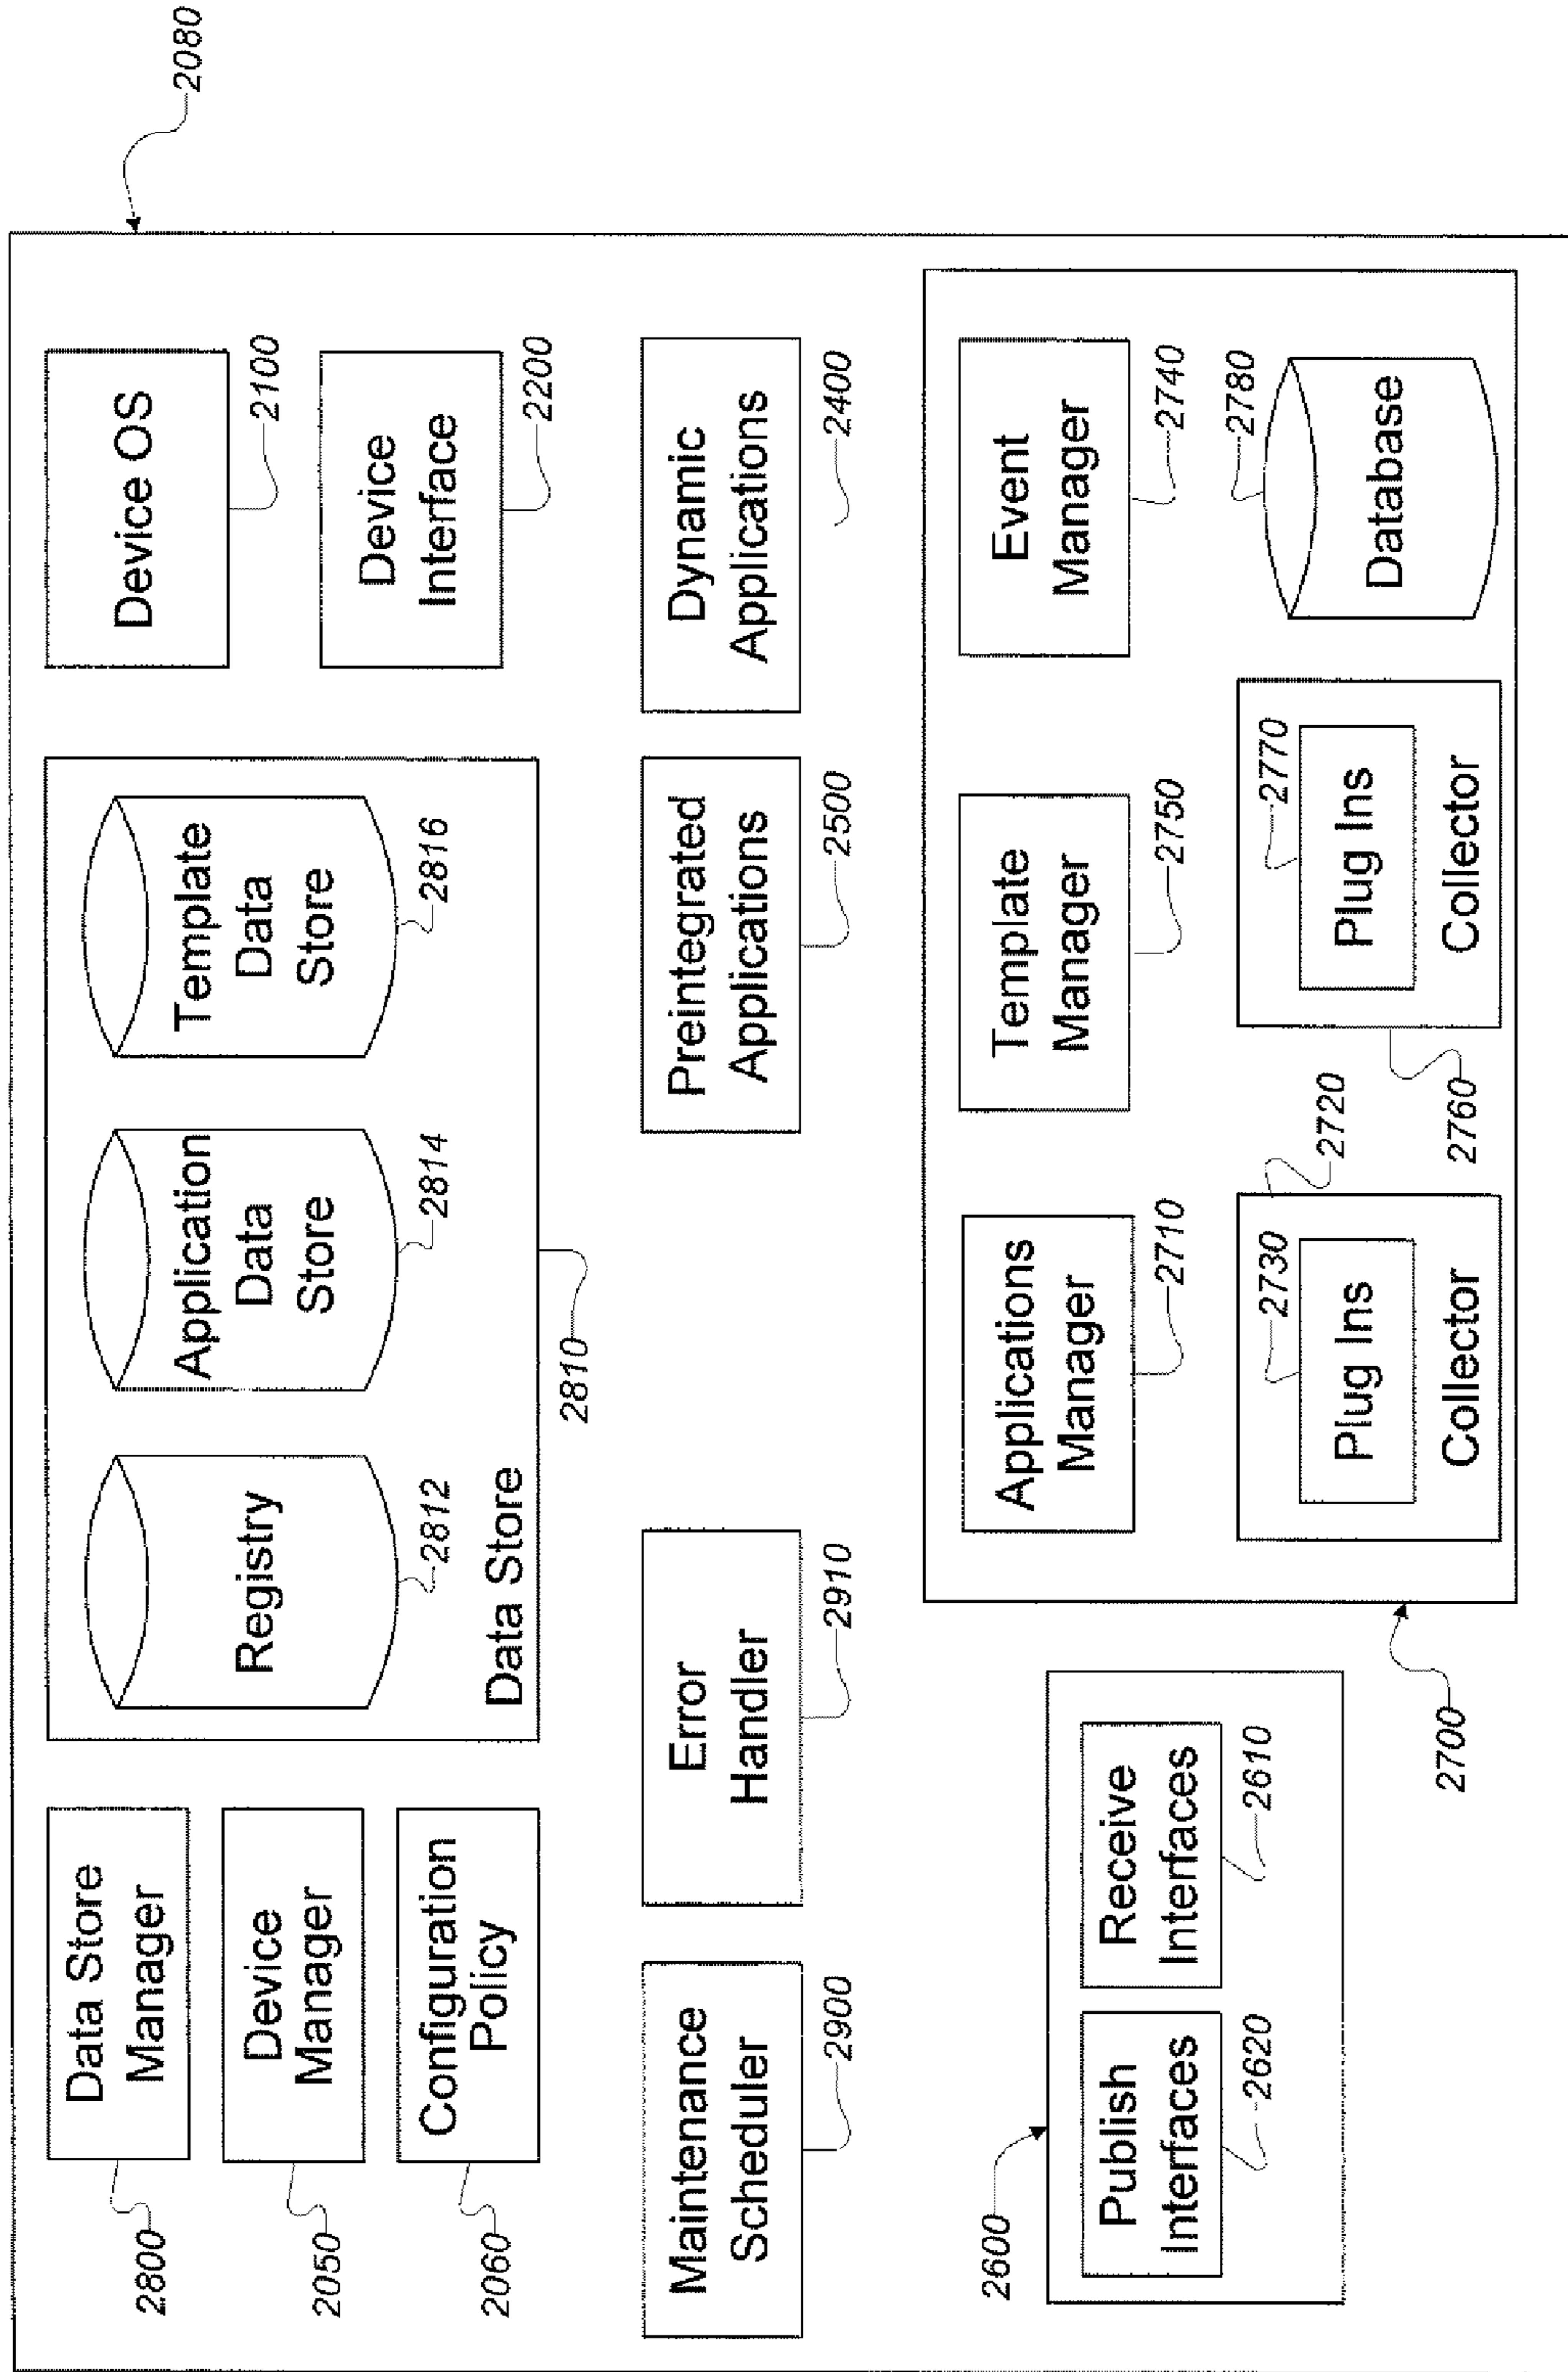 2080
Data Store
Manager
2800
Device
Manager
2050
Configuration
Policy
2060
Registry
2812
Application
Data
Store
2814
Template
Data
Store
2816
Data Store
2810
Device OS
2100
Device
Interface
2200
Maintenance
Scheduler
2900
Error
Handler
2910
Preintegrated
Applications
2500
Dynamic
Applications
2400
2600
Publish
Interfaces
2620
Receive
Interfaces
2610
2700
Applications
Manager
2710
Template
Manager
2750
Event
Manager
2740
2730
Plug Ins
Collector
2720
2760
2770
Plug Ins
Collector
2780
Database